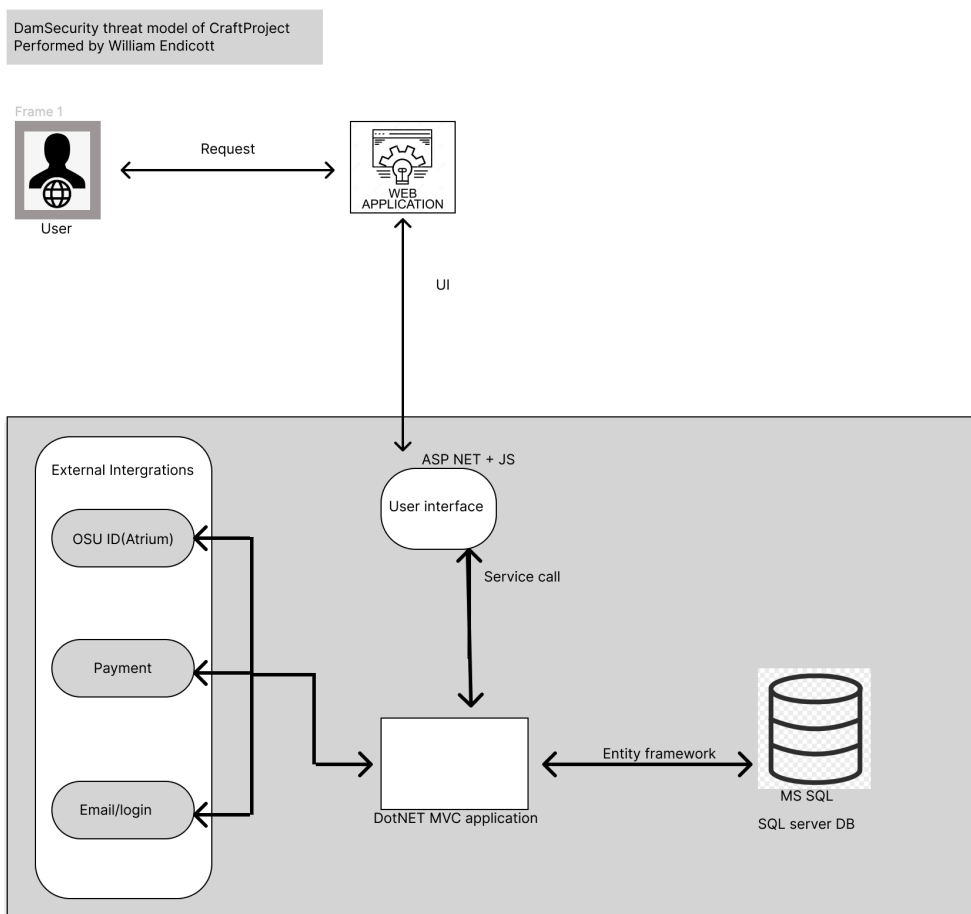 DamSecurity threat model of CraftProject
Performed by William Endicott
Frame 1
Request
WEB
APPLICATION
User
UI
ASP NET + JS
External Intergrations
User interface
OSU ID(Atrium)
Service call
Payment
Entity framework
MS SQL
Email/login
DotNET MVC application
SQL server DB